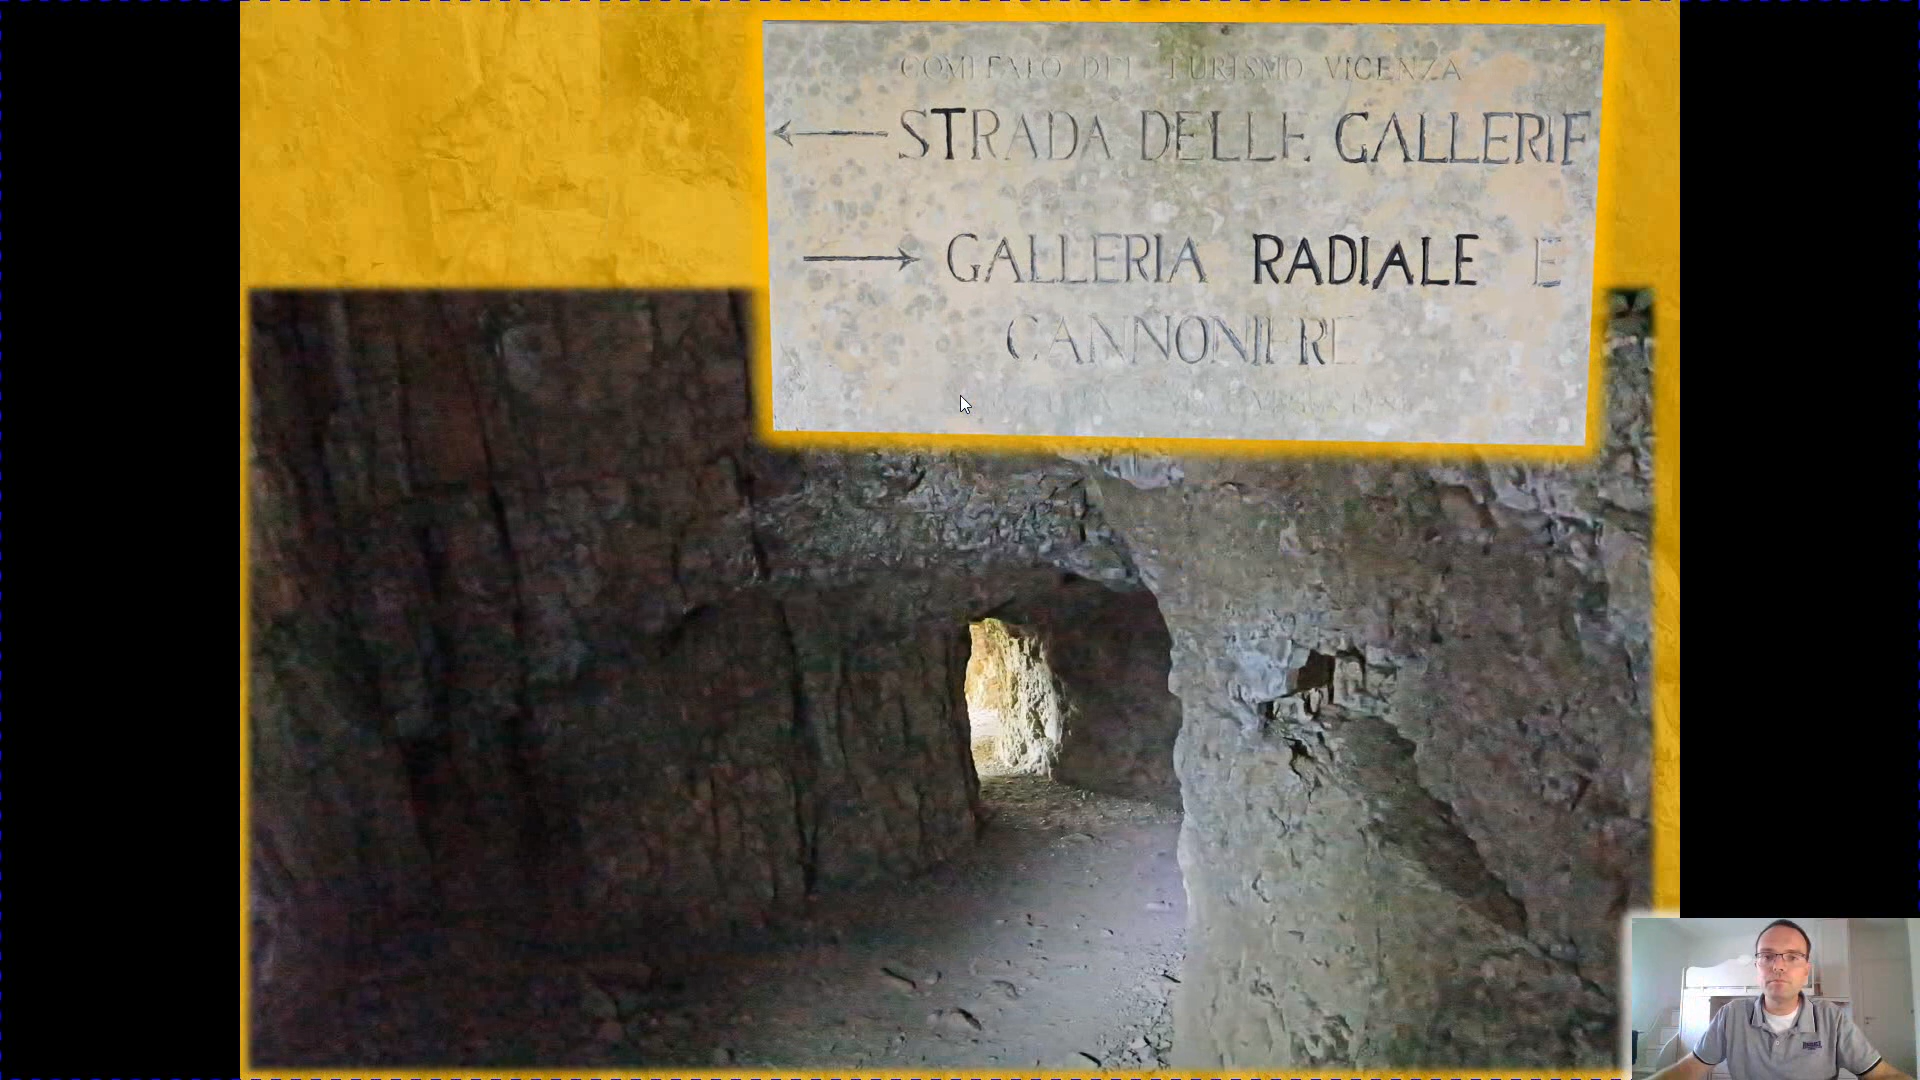 COMITATO DEL TURISMO VICENZA
← STRADA DELLE GALLERIE
→ GALLERIA RADIALE E
CANNONIERE